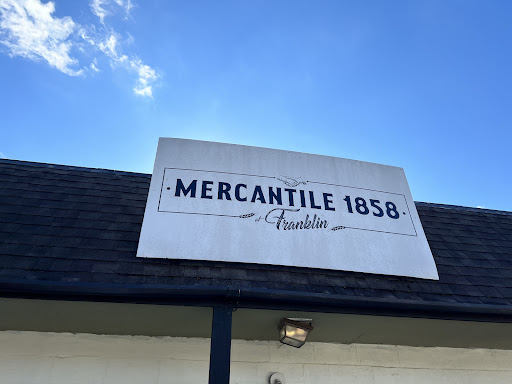 MERCANTILE 1858
of Franklin